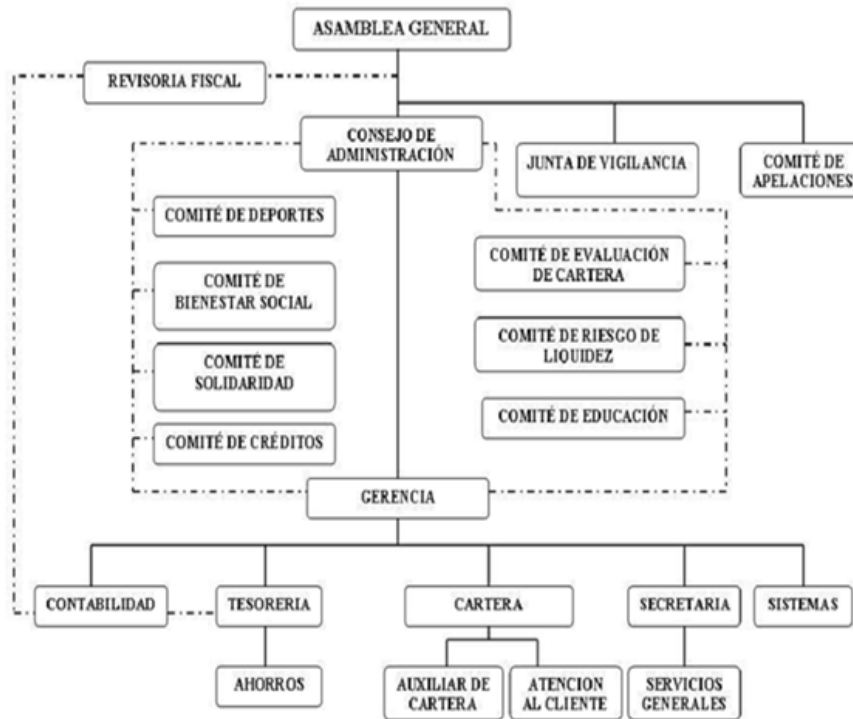 ASAMBLEA GENERAL
REVISORIA FISCAL
CONSEJO DE
ADMINISTRACIÓN
JUNTA DE VIGILANCIA
COMITÉ DE
APELACIONES
COMITÉ DE DEPORTES
COMITÉ DE
BIENESTAR SOCIAL
COMITÉ DE
SOLIDARIDAD
COMITÉ DE CRÉDITOS
COMITÉ DE EVALUACIÓN
DE CARTERA
COMITÉ DE RIESGO DE
LIQUIDEZ
COMITÉ DE EDUCACIÓN
GERENCIA
CONTABILIDAD
TESORERIA
CARTERA
SECRETARIA
SISTEMAS
AHORROS
AUXILIAR DE
CARTERA
ATENCION
AL CLIENTE
SERVICIOS
GENERALES